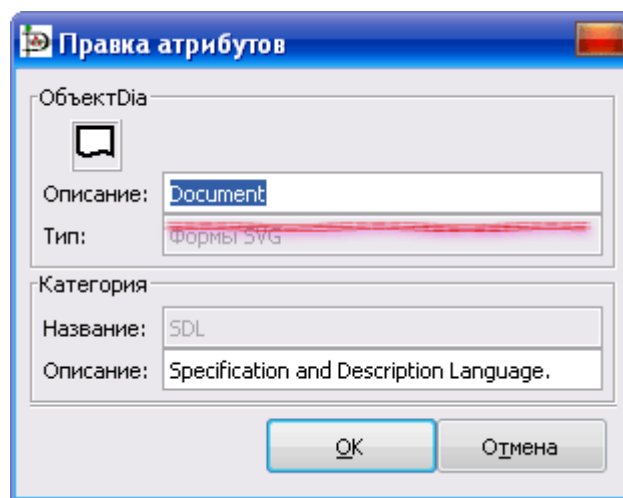 Правка атрибутов
ОбъектDia
Описание: Document
Тип: Формы SVG
Категория
Название: SDL
Описание: Specification and Description Language.
OK
Отмена